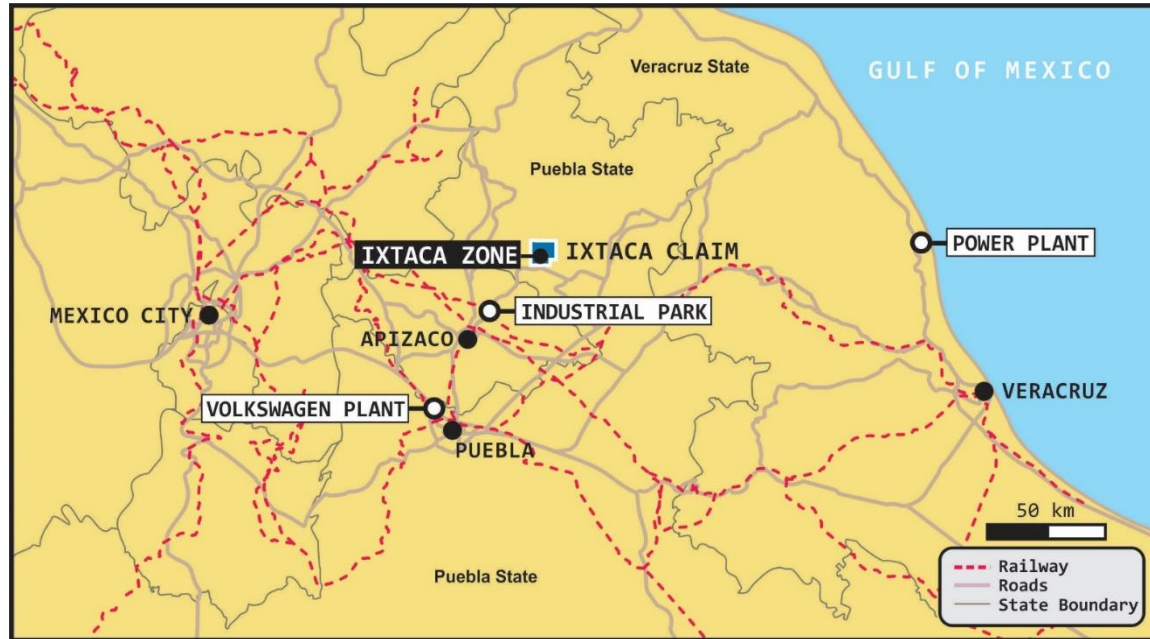 Veracruz State
GULF OF MEXICO
Puebla State
IXTACA ZONE
IXTACA CLAIM
POWER PLANT
MEXICO CITY
INDUSTRIAL PARK
APIZACO
VERACRUZ
VOLKSWAGEN PLANT
PUEBLA
50 km
Puebla State
Railway
Roads
State Boundary